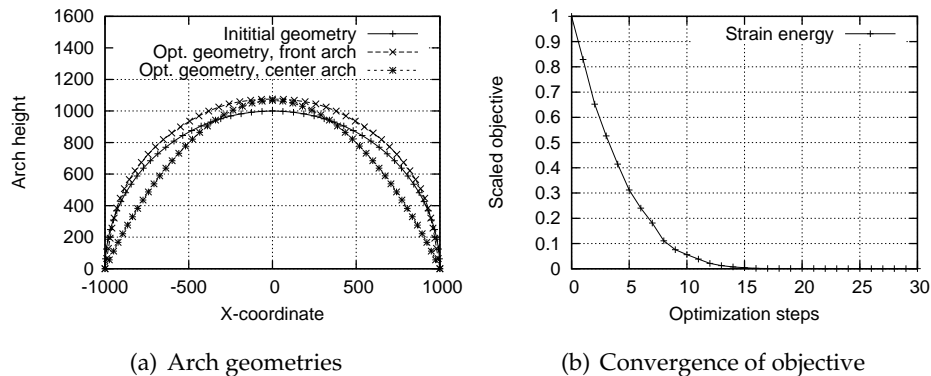 Inititial geometry
Opt. geometry, front arch
Opt. geometry, center arch
Arch height
1600
1400
1200
1000
800
600
400
200
0
-1000 -500 0 500 1000
X-coordinate
(a) Arch geometries
Strain energy
Scaled objective
1
0.9
0.8
0.7
0.6
0.5
0.4
0.3
0.2
0.1
0
0 5 10 15 20 25 30
Optimization steps
(b) Convergence of objective